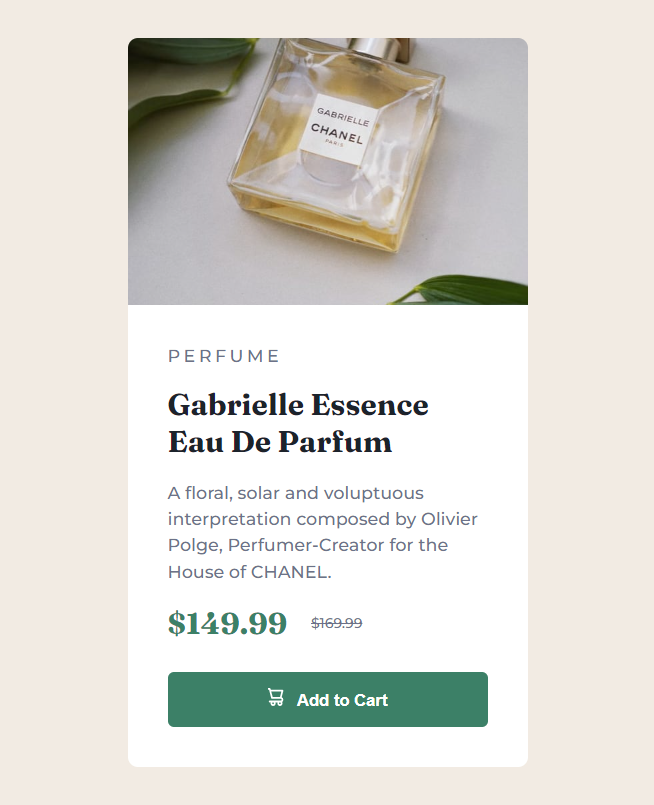 GABRIELLE
CHANEL
PARIS
PERFUME
Gabrielle Essence
Eau De Parfum
A floral, solar and voluptuous
interpretation composed by Olivier
Polge, Perfumer-Creator for the
House of CHANEL.
$149.99 $169.99
Add to Cart